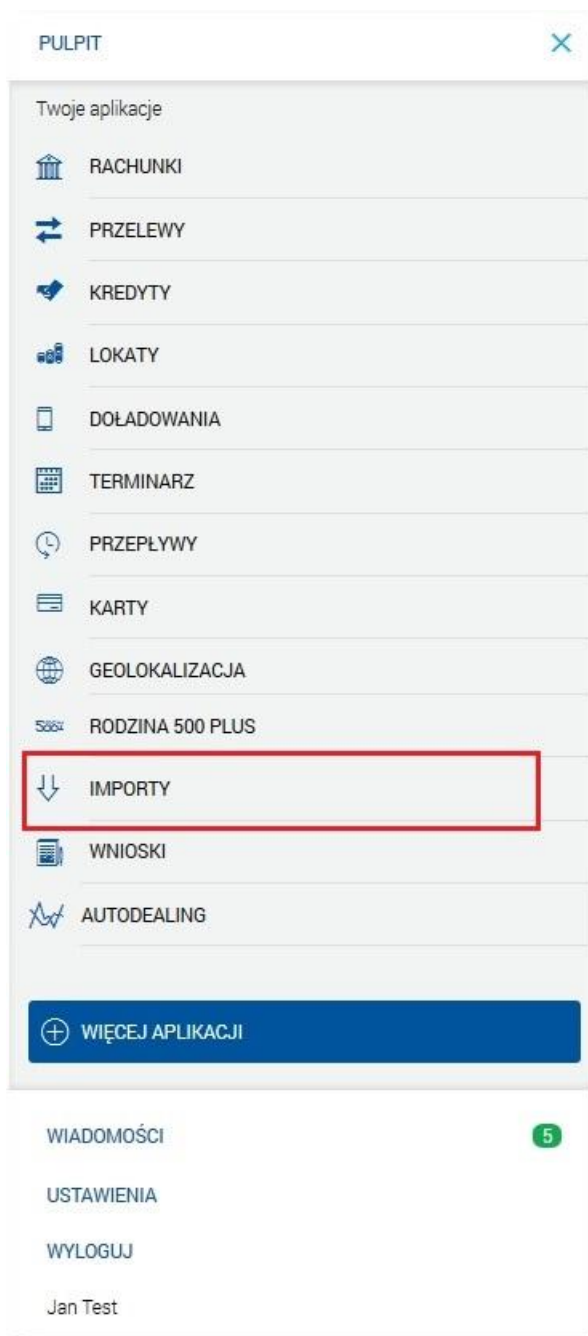 PULPIT
Twoje aplikacje
RACHUNKI
PRZELEWY
KREDYTY
LOKATY
DOŁADOWANIA
TERMINARZ
PRZEPŁYWY
KARTY
GEOLOKALIZACJA
RODZINA 500 PLUS
IMPORTY
WNIOSKI
AUTODEALING
WIĘCEJ APLIKACJI
WIADOMOŚCI 5
USTAWIENIA
WYLOGUJ
Jan Test